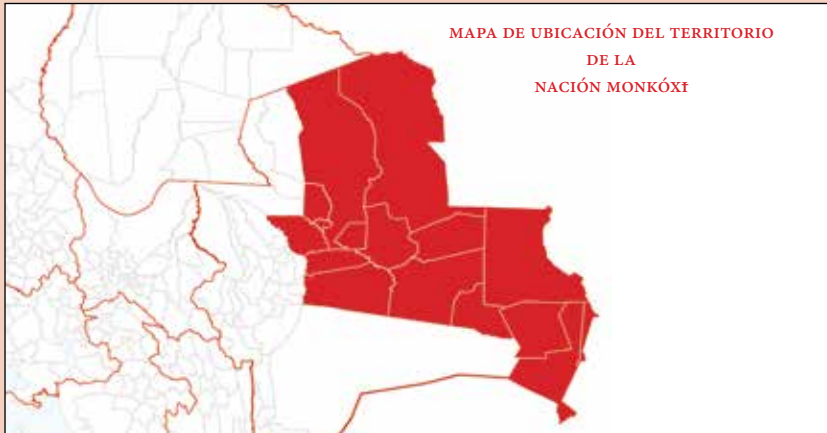 MAPA DE UBICACIÓN DEL TERRITORIO
DE LA
NACIÓN MONKÓXɨ